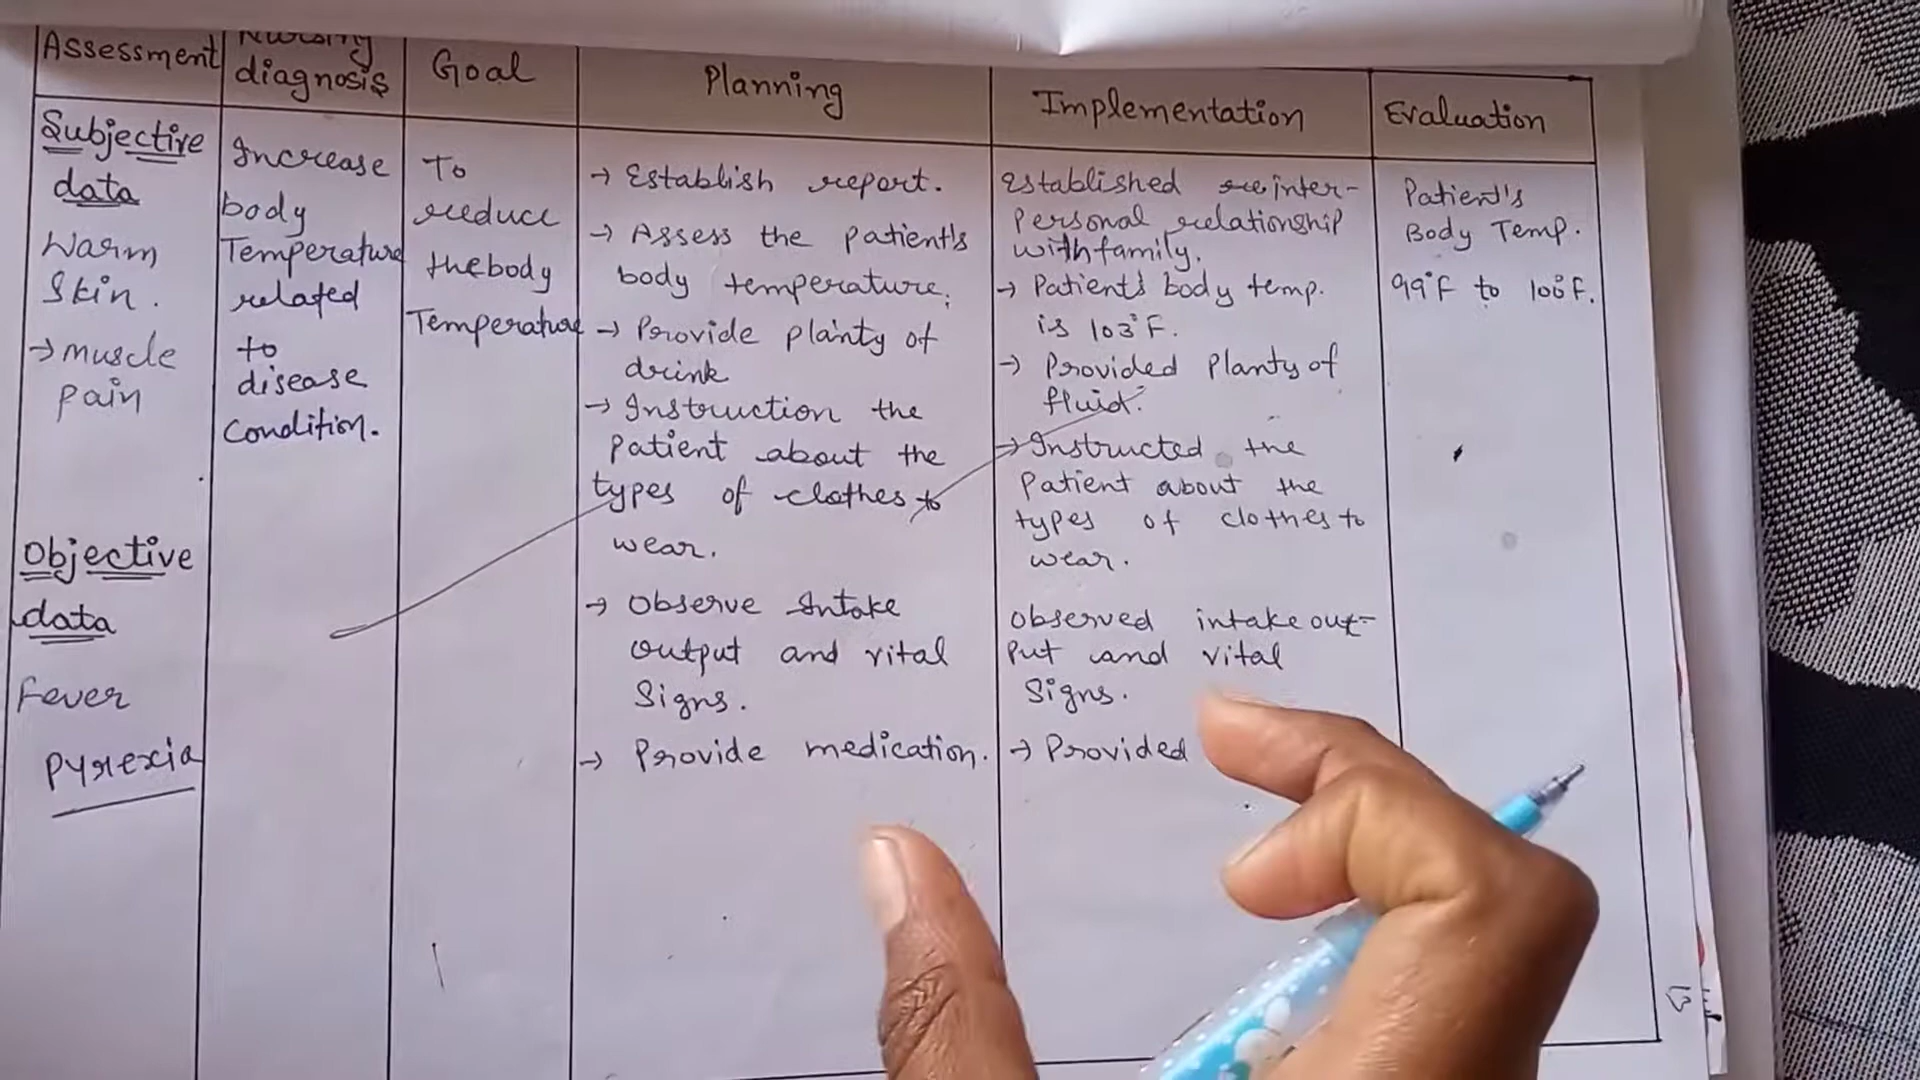 Assessment
Nursing
diagnosis
Goal
Planning
Implementation
Evaluation
Subjective
data
Warm
Skin.
→ muscle
pain
Objective
data
Fever
Pyrexia
Increase
body
Temperature
related
to
disease
condition.
To
reduce
the body
Temperature
→ Establish report.
→ Assess the patient's
body temperature.
→ Provide planty of
drink
→ Instruction the
patient about the
types of clothes to
wear.
→ Observe Intake
output and vital
Signs.
→ Provide medication.
Established inter-
personal relationship
with family.
→ Patient's body temp.
is 103°F.
→ Provided planty of
fluid.
→ Instructed the
patient about the
types of clothes to
wear.
observed intake out-
put and vital
Signs.
→ Provided
Patient's
Body Temp.
99°F to 100°F.